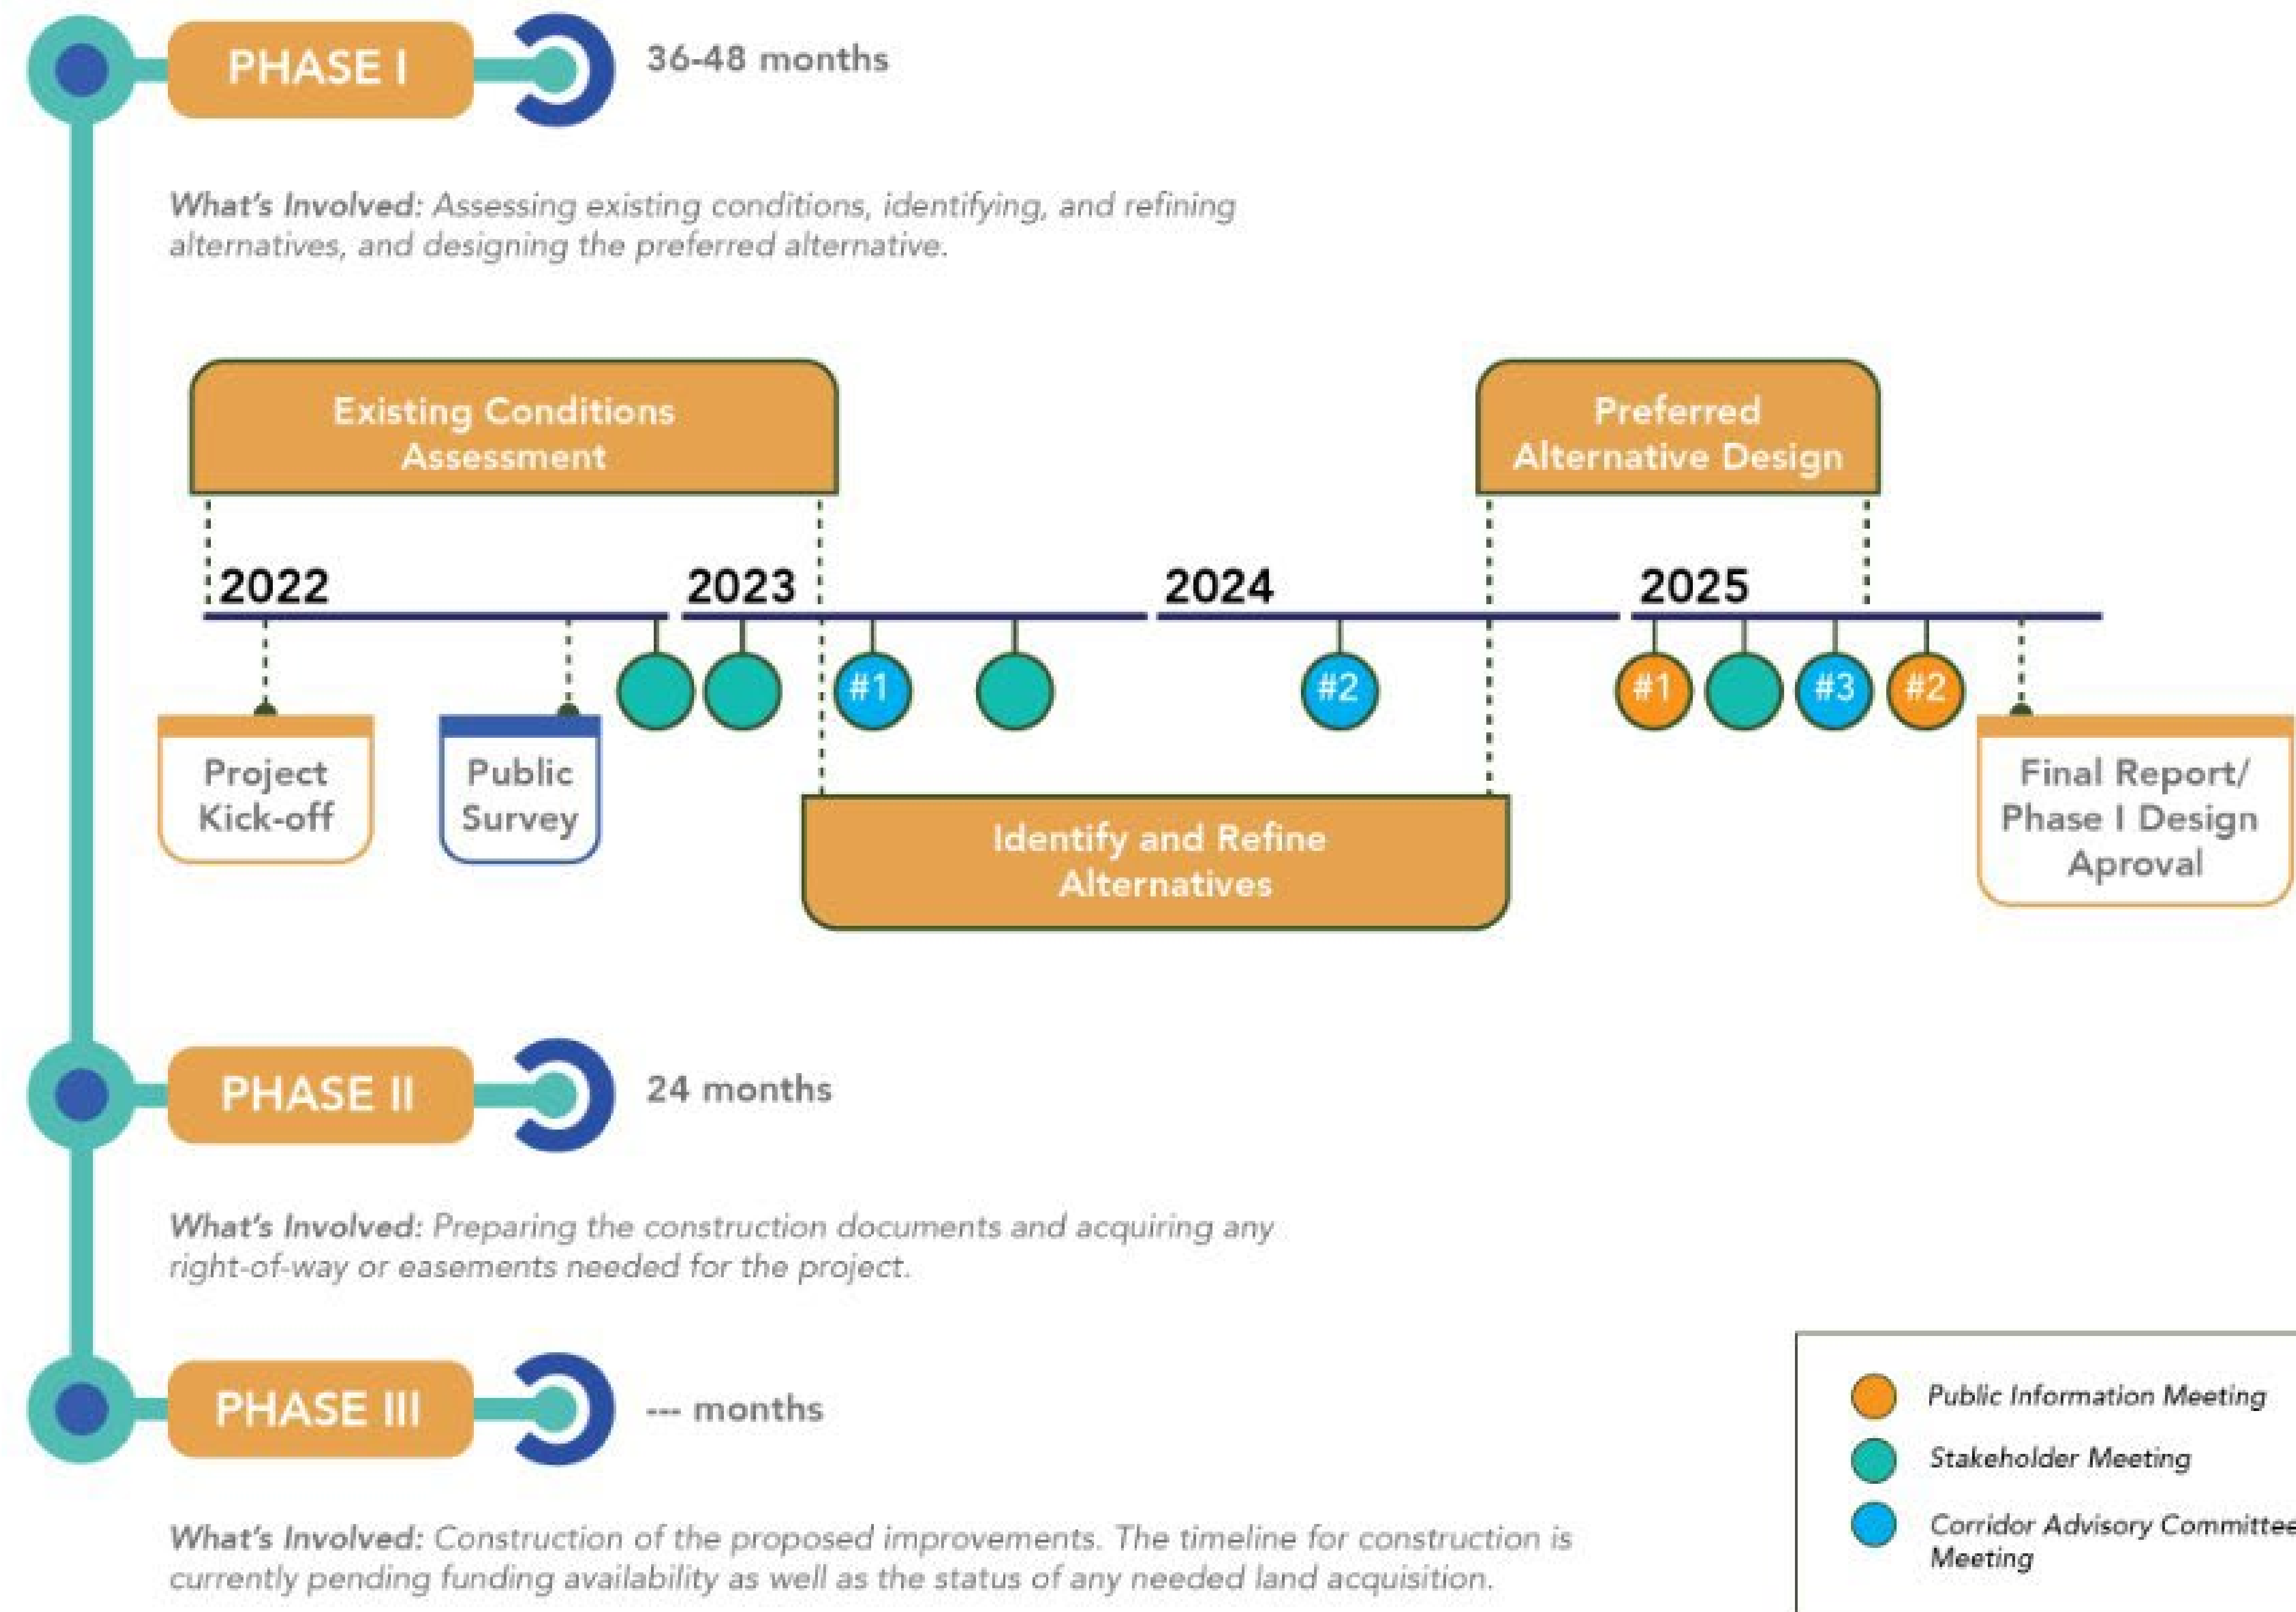 PHASE I
36-48 months
What's Involved: Assessing existing conditions, identifying, and refining
alternatives, and designing the preferred alternative.
Existing Conditions
Assessment
Preferred
Alternative Design
2022
2023
2024
2025
#1
#2
#1
#3
#2
Project
Kick-off
Public
Survey
Identify and Refine
Alternatives
Final Report/
Phase I Design
Aproval
PHASE II
24 months
What's Involved: Preparing the construction documents and acquiring any
right-of-way or easements needed for the project.
PHASE III
--- months
What's Involved: Construction of the proposed improvements. The timeline for construction is
currently pending funding availability as well as the status of any needed land acquisition.
Public Information Meeting
Stakeholder Meeting
Corridor Advisory Committee
Meeting